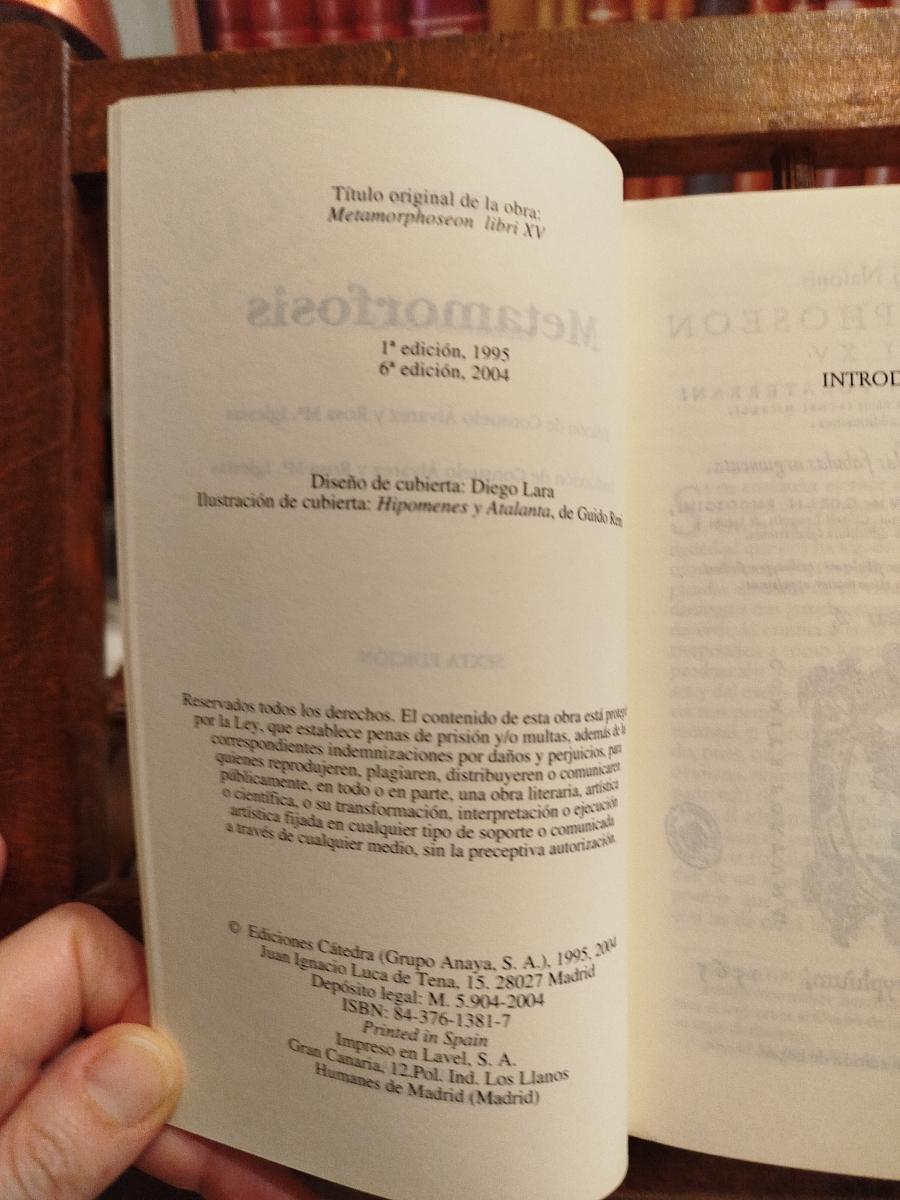 Título original de la obra:
Metamorphoseon libri XV
Metamorfosis
1ª edición, 1995
6ª edición, 2004
Diseño de cubierta: Diego Lara
Ilustración de cubierta: Hipomenes y Atalanta, de Guido Reni
SEXTA EDICIÓN
Reservados todos los derechos. El contenido de esta obra está
por la Ley, que establece penas de prisión y/o multas, además de
correspondientes indemnizaciones por daños y perjuicios, para
quienes reprodujeren, plagiaren, distribuyeren o comunicaren
públicamente, en todo o en parte, una obra literaria, artística
o científica, o su transformación, interpretación o ejecución
artística fijada en cualquier tipo de soporte o comunicada
a través de cualquier medio, sin la preceptiva autorización.
© Ediciones Cátedra (Grupo Anaya, S. A.), 1995, 2004
Juan Ignacio Luca de Tena, 15. 28027 Madrid
Depósito legal: M. 5.904-2004
ISBN: 84-376-1381-7
Printed in Spain
Impreso en Lavel, S. A.
Gran Canaria, 12.Pol. Ind. Los Llanos
Humanes de Madrid (Madrid)
INTROD